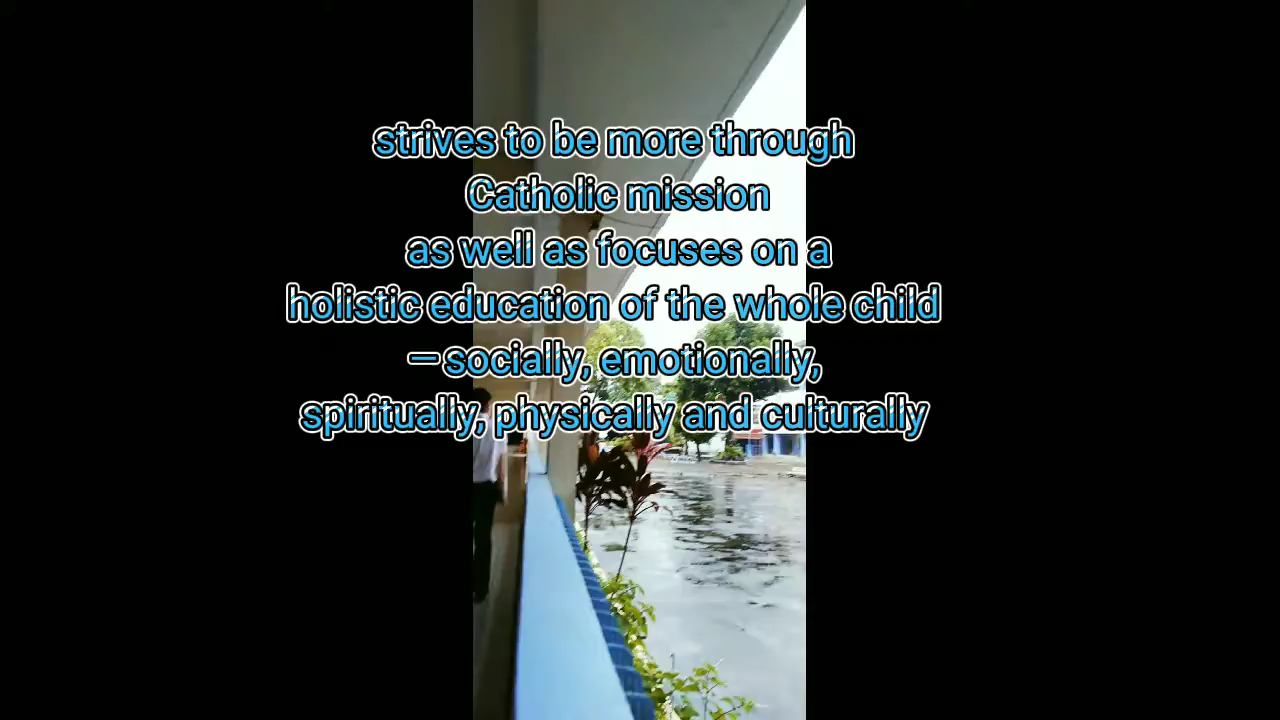 strives to be more through
Catholic mission
as well as focuses on a
holistic education of the whole child
– socially, emotionally,
spiritually, physically and culturally